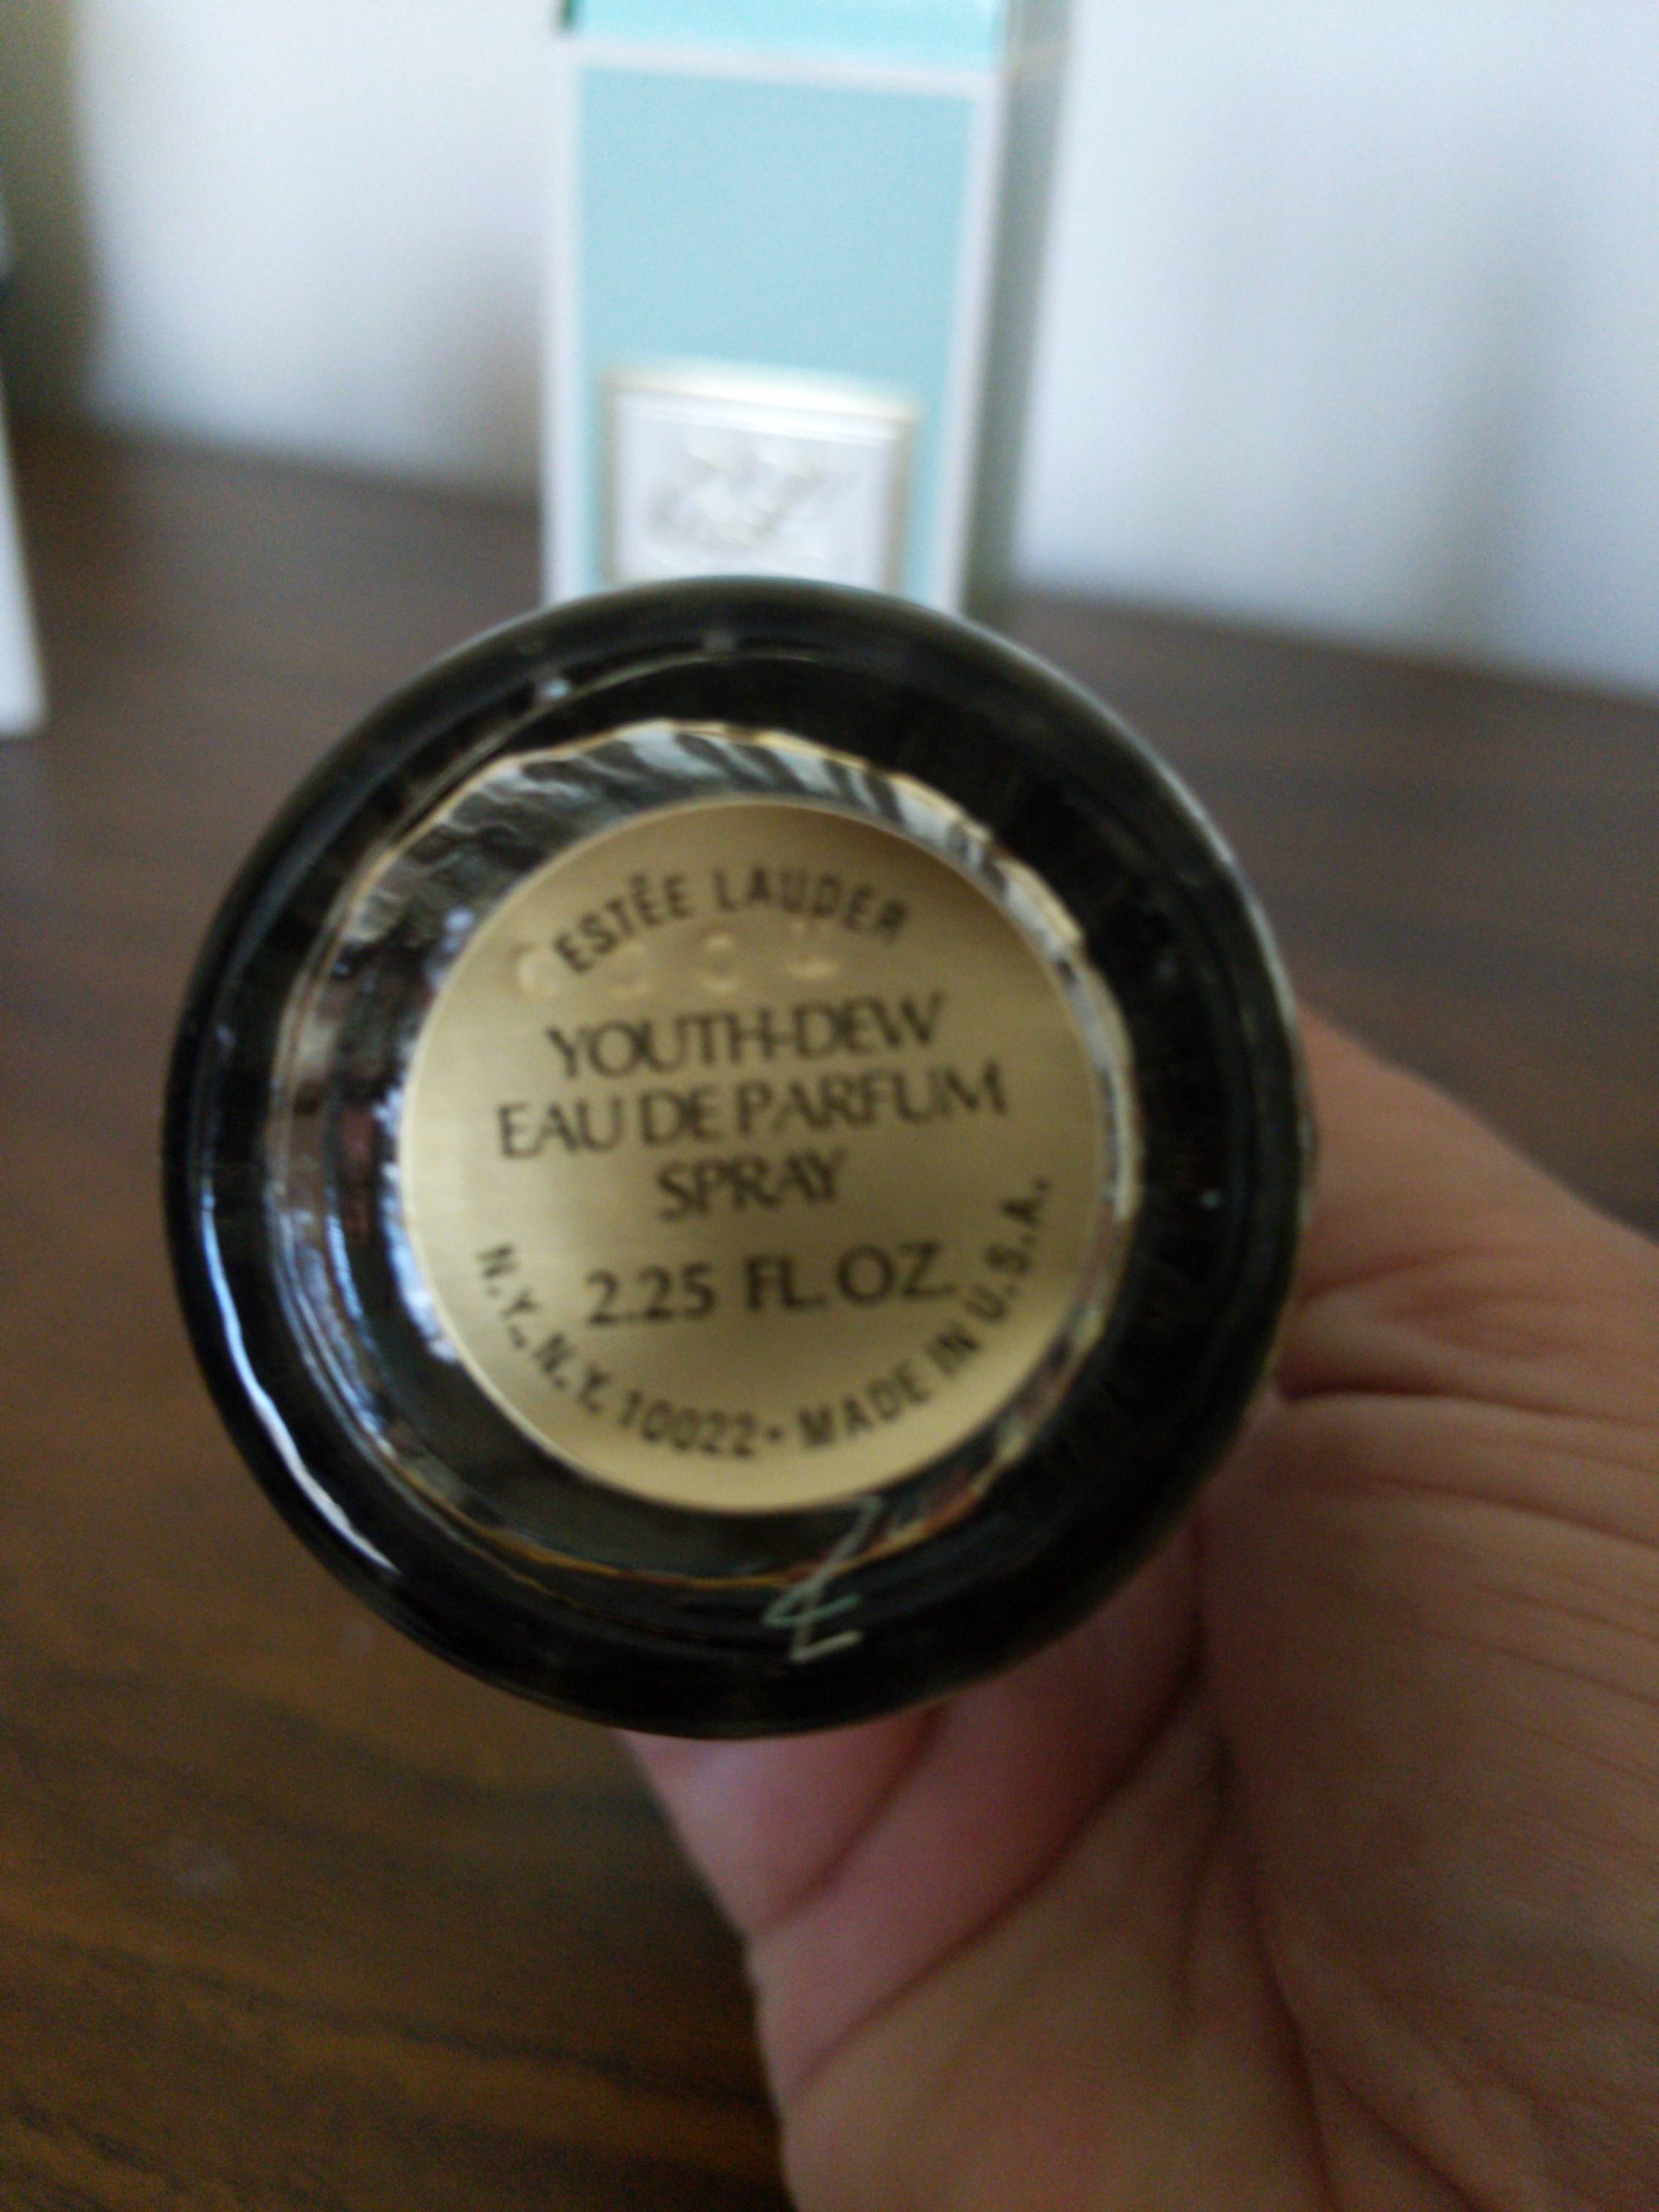 ESTÉE LAUDER
YOUTH-DEW
EAU DE PARFUM
SPRAY
2.25 FL. OZ.
N.Y., N.Y. 10022 • MADE IN U.S.A.